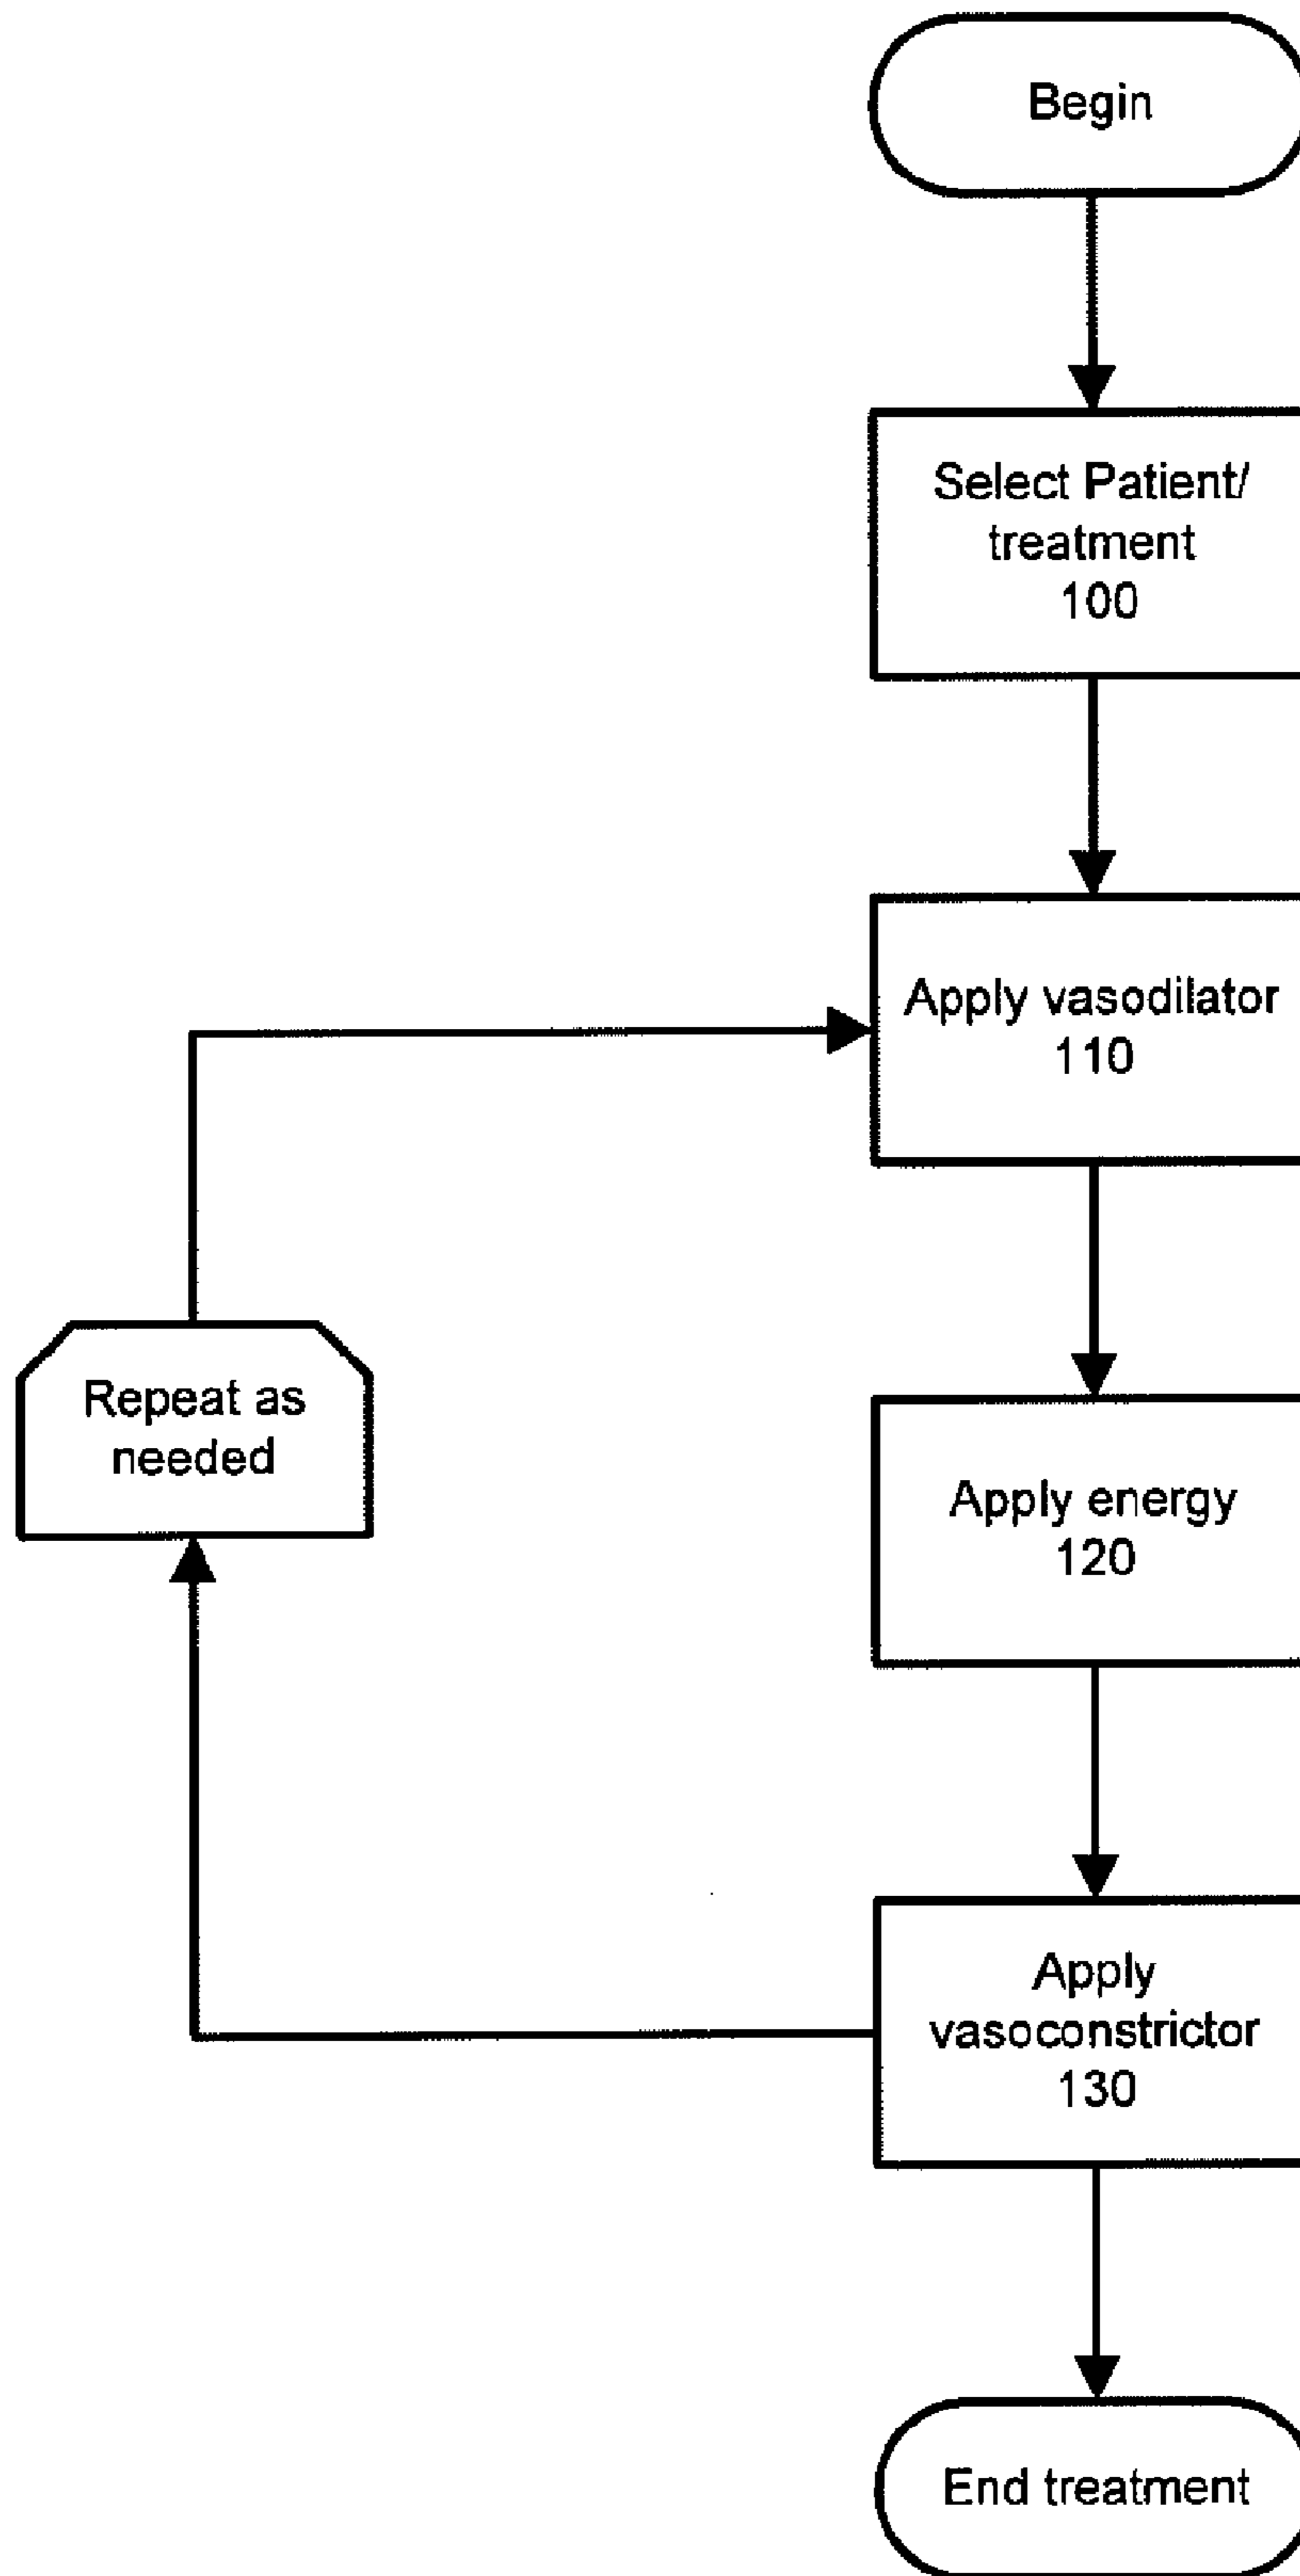 Begin
Select Patient/
treatment
100
Apply vasodilator
110
Repeat as
needed
Apply energy
120
Apply
vasoconstrictor
130
End treatment